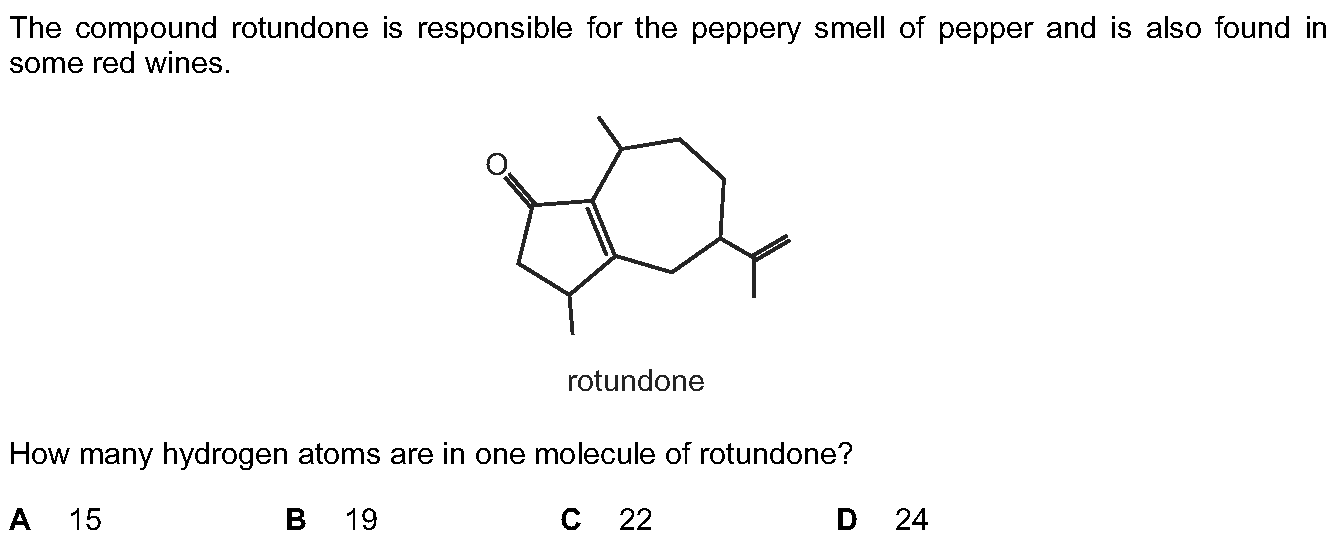 The compound rotundone is responsible for the peppery smell of pepper and is also found in
some red wines.
O
rotundone
How many hydrogen atoms are in one molecule of rotundone?
A 15 B 19 C 22 D 24